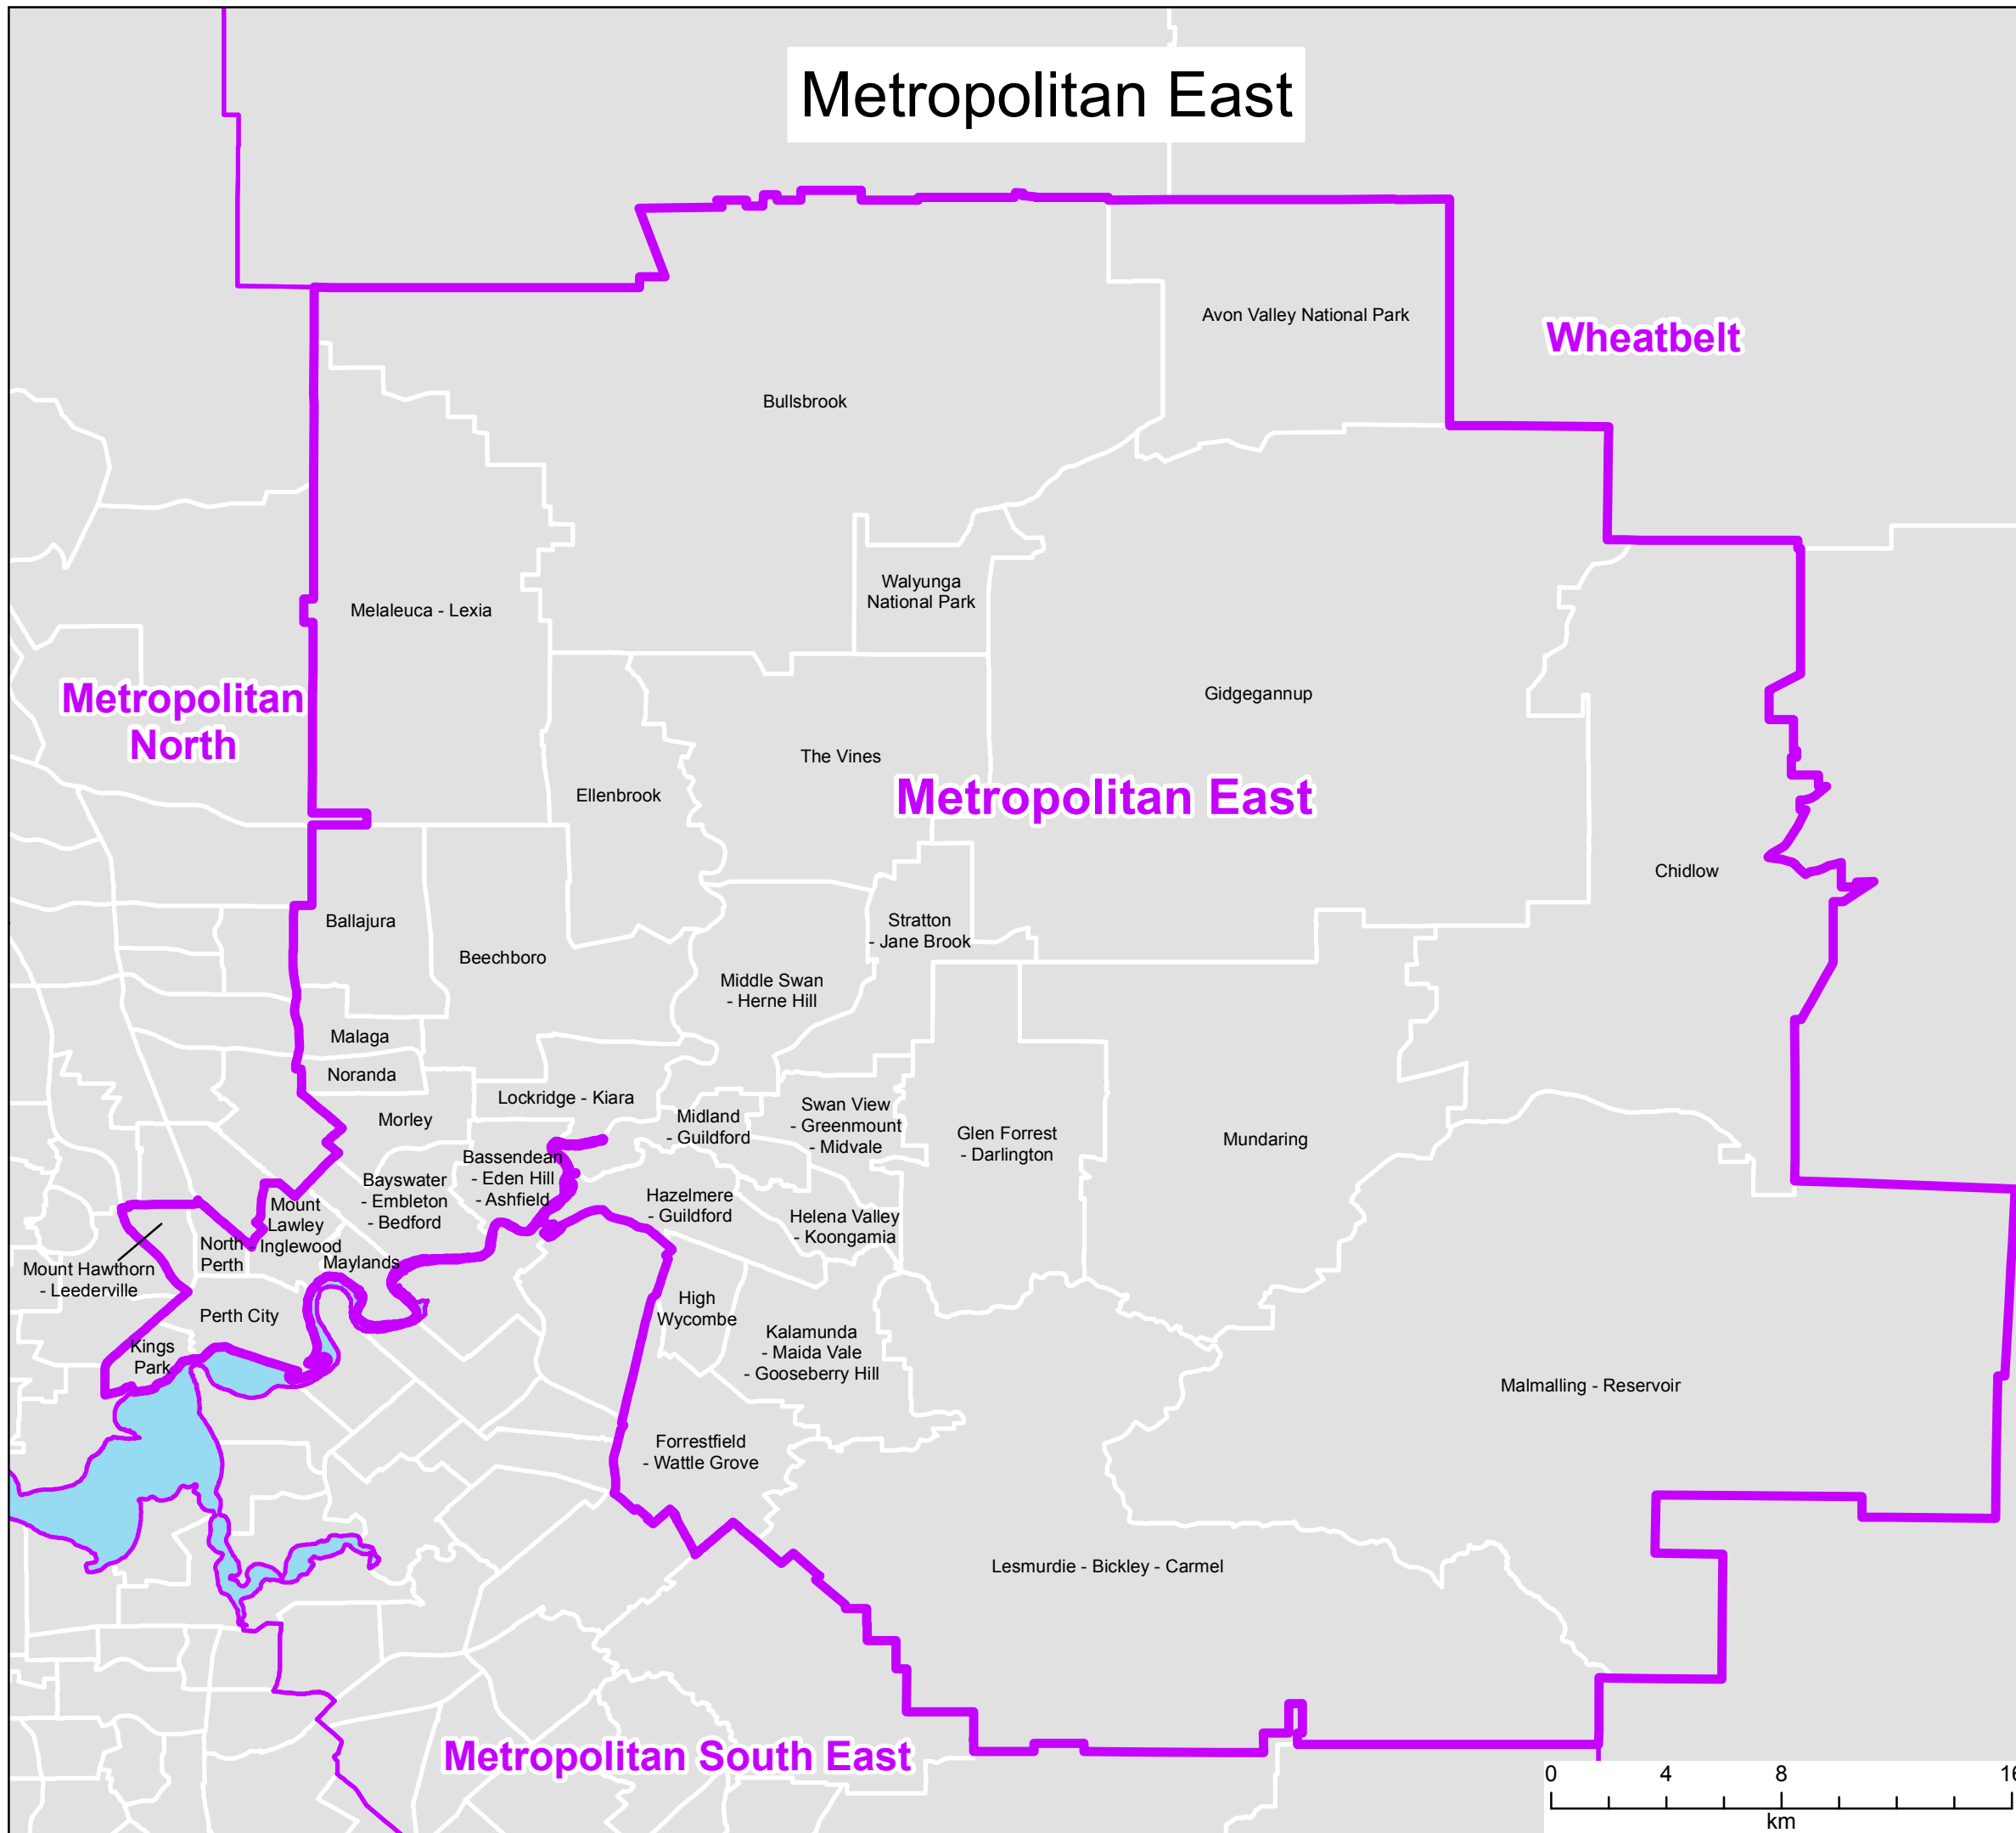 Metropolitan East
Avon Valley National Park
Wheatbelt
Bullsbrook
Walyunga
National Park
Melaleuca - Lexia
Metropolitan
North
Gidgegannup
The Vines
Ellenbrook
Metropolitan East
Chidlow
Ballajura
Stratton
- Jane Brook
Beechboro
Middle Swan
- Herne Hill
Malaga
Noranda
Lockridge - Kiara
Morley
Midland
- Guildford
Swan View
- Greenmount
- Midvale
Glen Forrest
- Darlington
Mundaring
Bassendean
- Eden Hill
- Ashfield
Bayswater
- Embleton
- Bedford
Hazelmere
- Guildford
Helena Valley
- Koongamia
Mount
Lawley
Inglewood
North
Perth
Maylands
Mount Hawthorn
- Leederville
Perth City
High
Wycombe
Kings
Park
Kalamunda
- Maida Vale
- Gooseberry Hill
Malmalling - Reservoir
Forrestfield
- Wattle Grove
Lesmurdie - Bickley - Carmel
Metropolitan South East
0 4 8 16
km